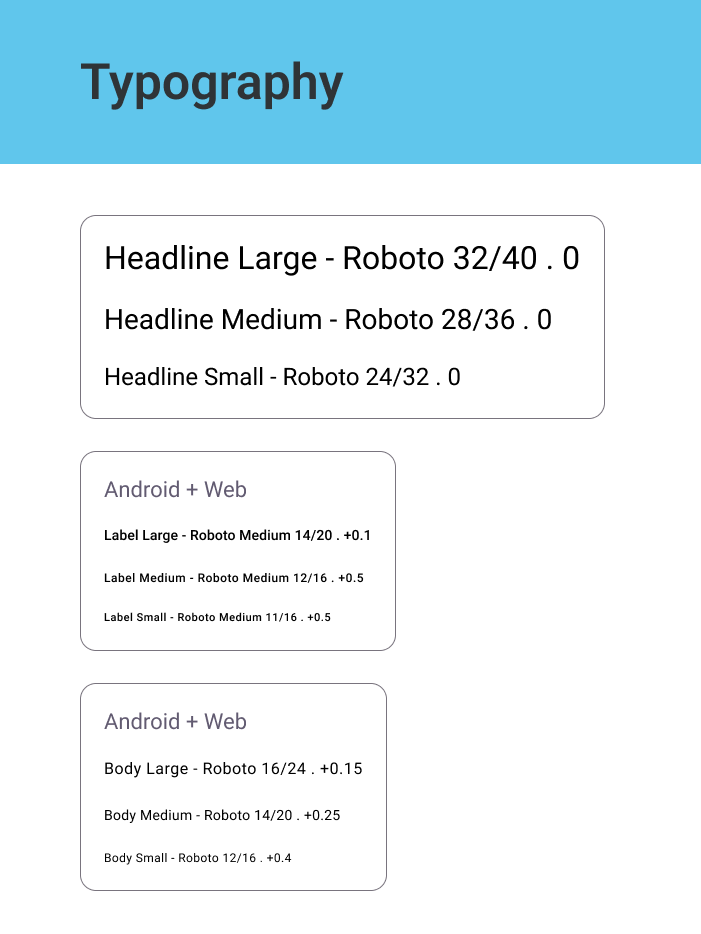 Typography
Headline Large - Roboto 32/40 . 0
Headline Medium - Roboto 28/36 . 0
Headline Small - Roboto 24/32 . 0
Android + Web
Label Large - Roboto Medium 14/20 . +0.1
Label Medium - Roboto Medium 12/16 . +0.5
Label Small - Roboto Medium 11/16 . +0.5
Android + Web
Body Large - Roboto 16/24 . +0.15
Body Medium - Roboto 14/20 . +0.25
Body Small - Roboto 12/16 . +0.4